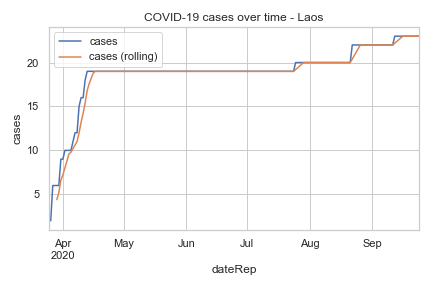 COVID-19 cases over time - Laos
cases
cases (rolling)
cases
20
15
10
5
Apr
2020
May
Jun
Jul
Aug
Sep
dateRep